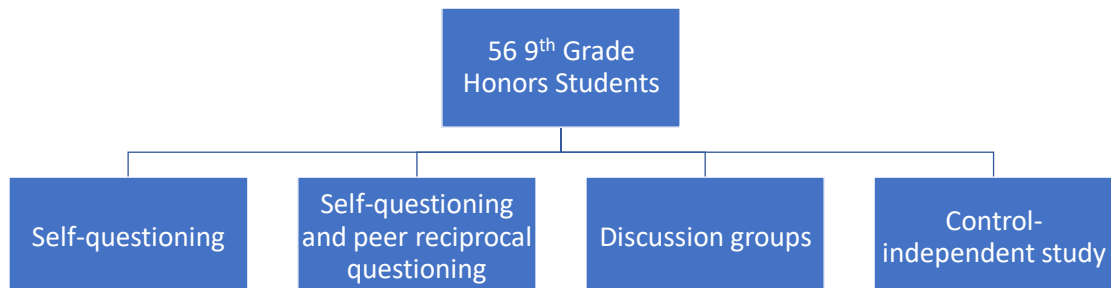 56 9th Grade
Honors Students
Self-questioning
Self-questioning
and peer reciprocal
questioning
Discussion groups
Control-
independent study